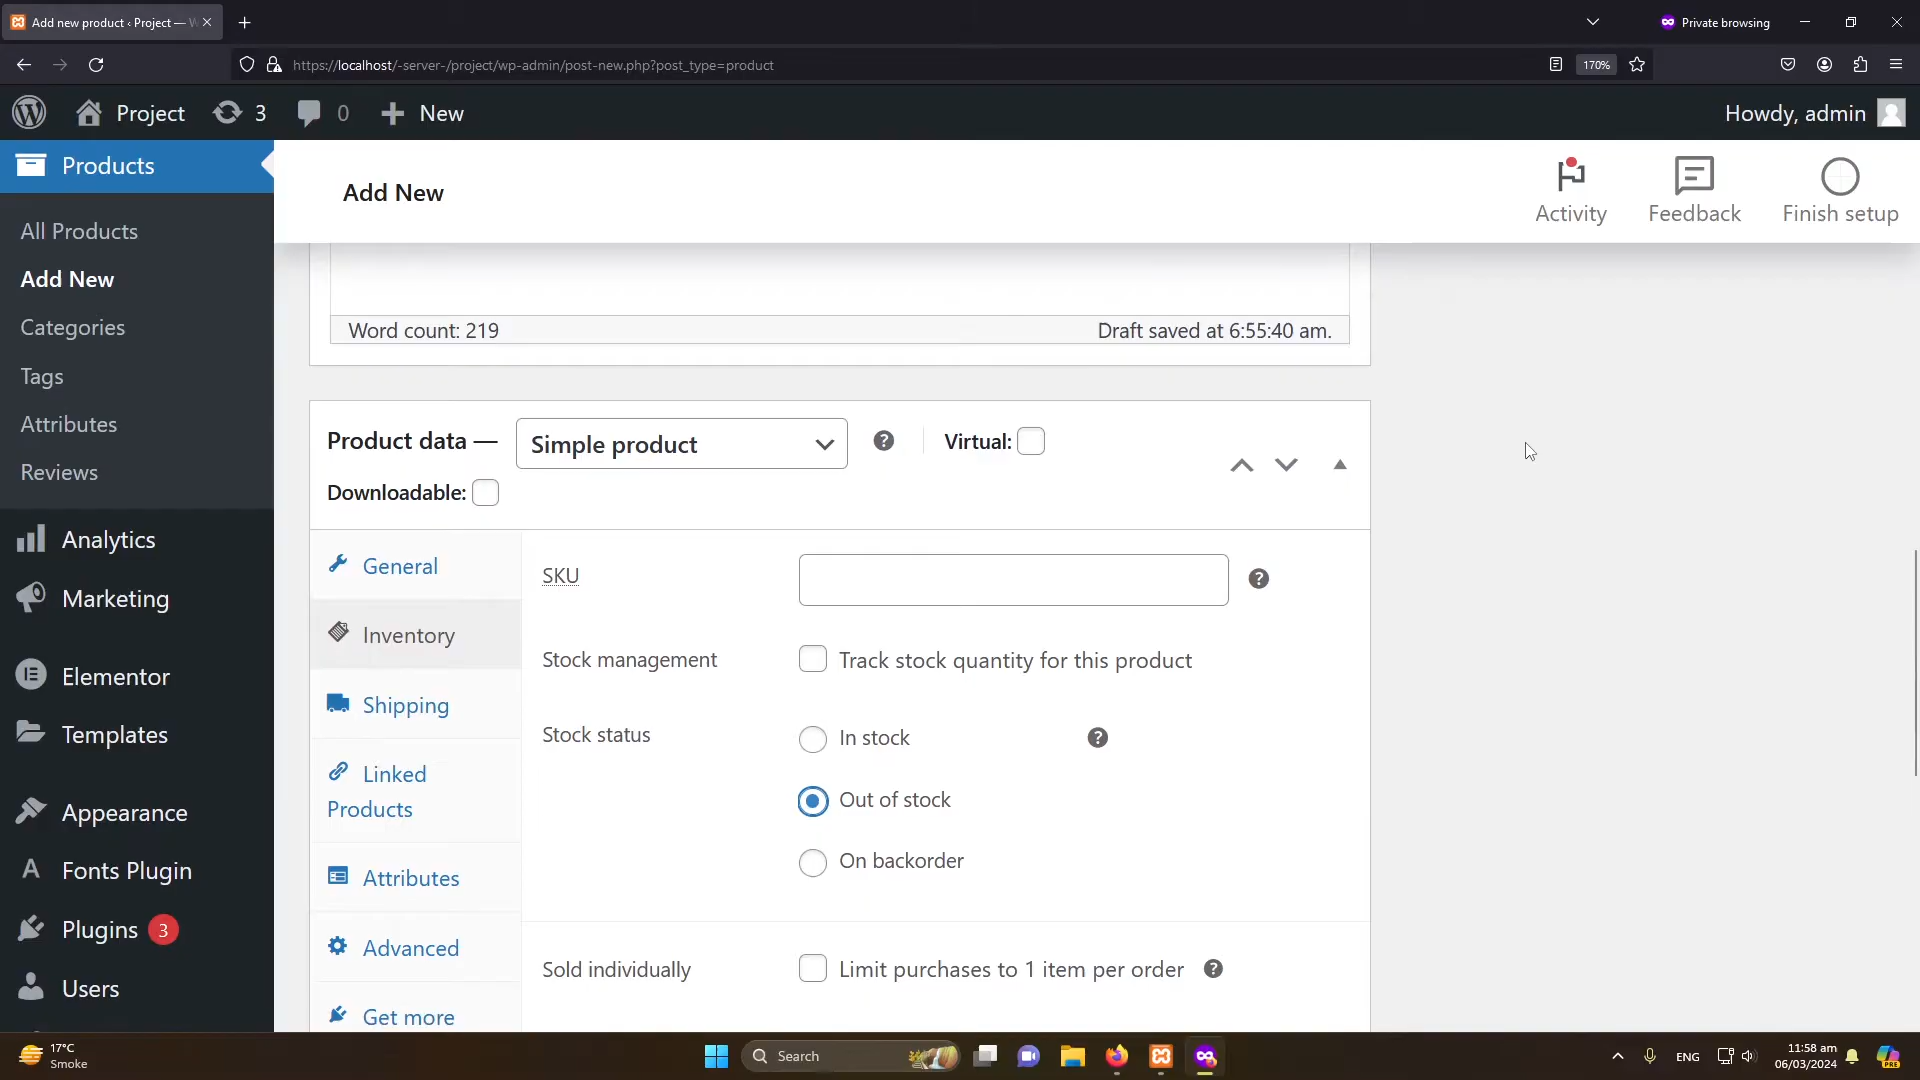 Add new product ‹ Project — W
Private browsing
https://localhost/-server-/project/wp-admin/post-new.php?post_type=product
170%
Project
3
0
New
Howdy, admin
Products
All Products
Add New
Categories
Tags
Attributes
Reviews
Analytics
Marketing
Elementor
Templates
Appearance
Fonts Plugin
Plugins 3
Users
Add New
Activity
Feedback
Finish setup
Word count: 219
Draft saved at 6:55:40 am.
Product data —
Simple product
Virtual:
Downloadable:
General
Inventory
Shipping
Linked
Products
Attributes
Advanced
Get more
SKU
Stock management
Track stock quantity for this product
Stock status
In stock
Out of stock
On backorder
Sold individually
Limit purchases to 1 item per order
17°C
Smoke
Search
ENG
11:58 am
06/03/2024
PRE